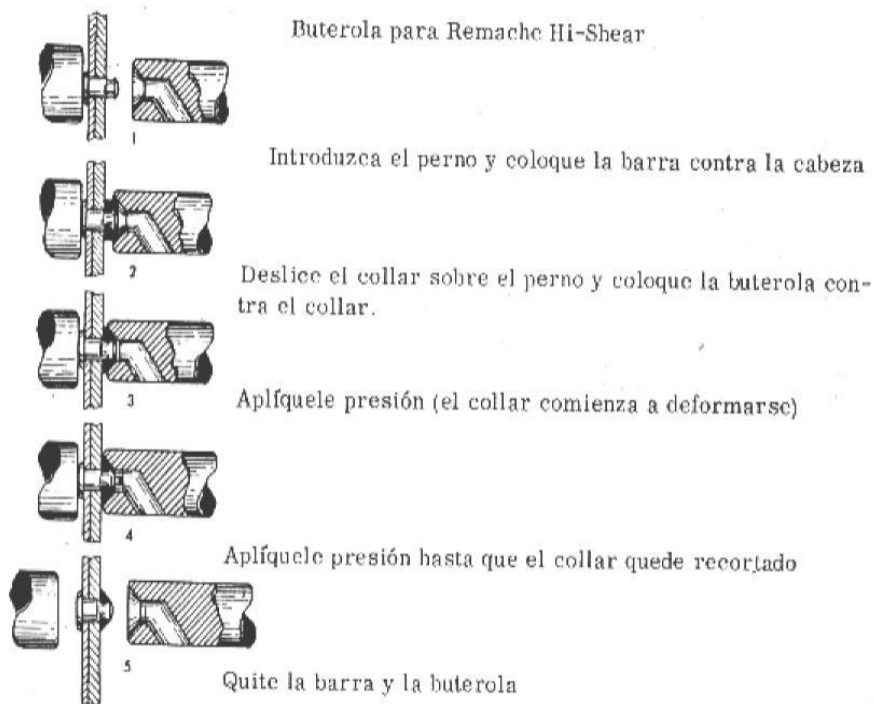 Buterola para Remache Hi-Shear
1
Introduzca el perno y coloque la barra contra la cabeza
2
Deslice el collar sobre el perno y coloque la buterola con-
tra el collar.
3
Aplíquele presión (el collar comienza a deformarse)
4
Aplíquele presión hasta que el collar quede recortado
5
Quite la barra y la buterola